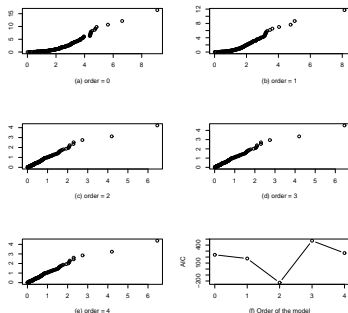 15
10
5
0
0 2 4 6 8
(a) order = 0
12
8
4
0
0 2 4 6 8
(b) order = 1
4
3
2
1
0
0 1 2 3 4 5 6
(c) order = 2
4
3
2
1
0
0 1 2 3 4 5 6
(d) order = 3
4
3
2
1
0
0 1 2 3 4 5 6
(e) order = 4
AIC
400
100
−200
0 1 2 3 4
(f) Order of the model